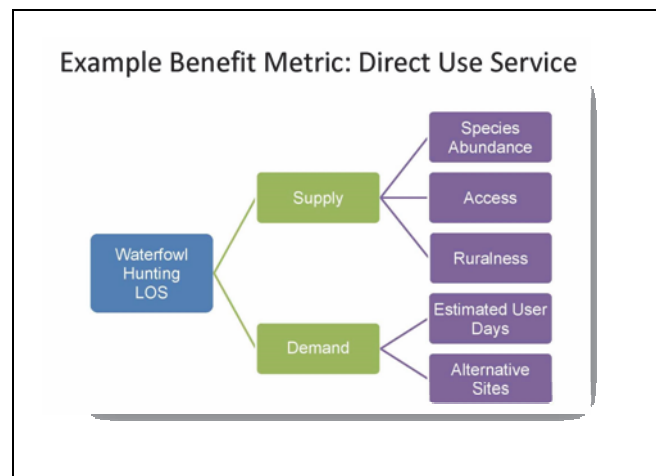 Example Benefit Metric: Direct Use Service
Species
Abundance
Supply
Access
Waterfowl
Hunting
LOS
Ruralness
Estimated User
Days
Demand
Alternative
Sites